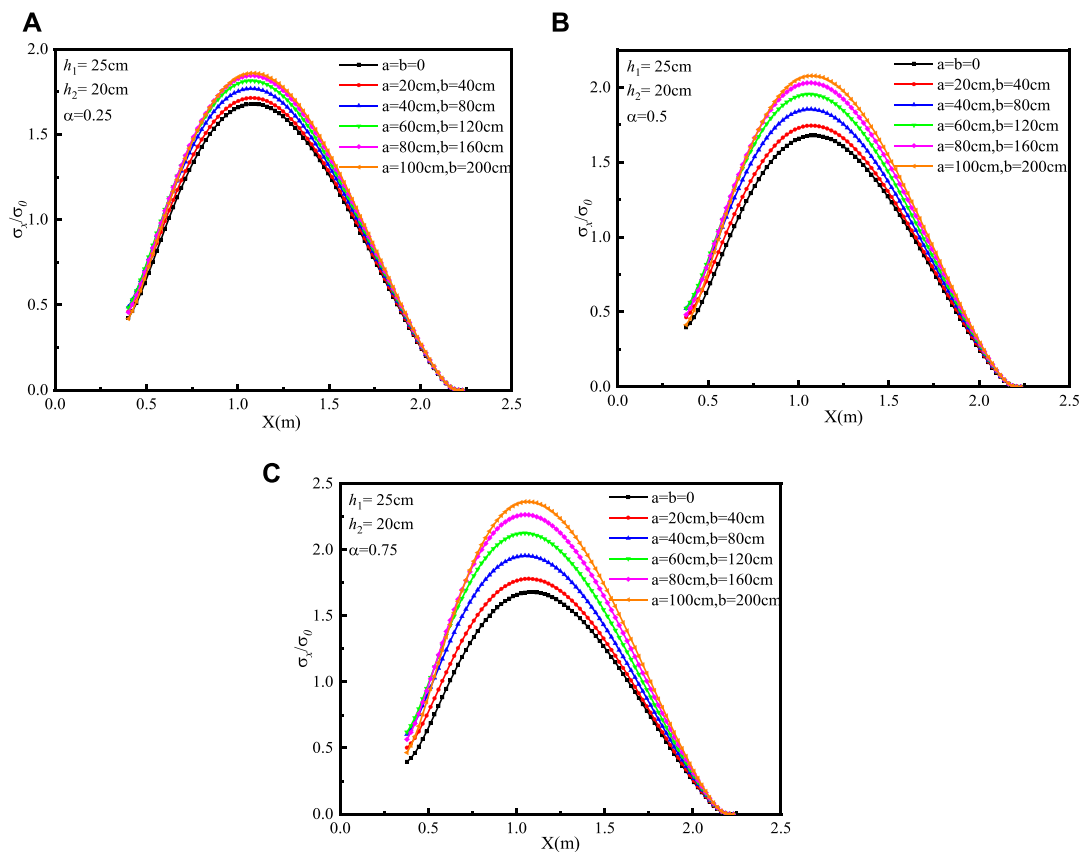 A
h1= 25cm
h2= 20cm
α=0.25
a=b=0
a=20cm,b=40cm
a=40cm,b=80cm
a=60cm,b=120cm
a=80cm,b=160cm
a=100cm,b=200cm
2.0
1.5
1.0
0.5
0.0
σx/σ0
0.0 0.5 1.0 1.5 2.0 2.5
X(m)
B
h1= 25cm
h2= 20cm
α=0.5
a=b=0
a=20cm,b=40cm
a=40cm,b=80cm
a=60cm,b=120cm
a=80cm,b=160cm
a=100cm,b=200cm
2.0
1.5
1.0
0.5
0.0
σx/σ0
0.0 0.5 1.0 1.5 2.0 2.5
X(m)
C
h1= 25cm
h2= 20cm
α=0.75
a=b=0
a=20cm,b=40cm
a=40cm,b=80cm
a=60cm,b=120cm
a=80cm,b=160cm
a=100cm,b=200cm
2.5
2.0
1.5
1.0
0.5
0.0
σx/σ0
0.0 0.5 1.0 1.5 2.0 2.5
X(m)